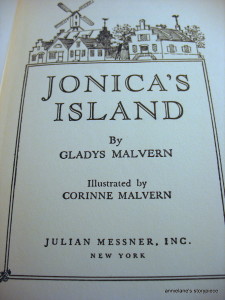 JONICA'S
ISLAND
By
GLADYS MALVERN
Illustrated by
CORINNE MALVERN
JULIAN MESSNER, INC.
NEW YORK